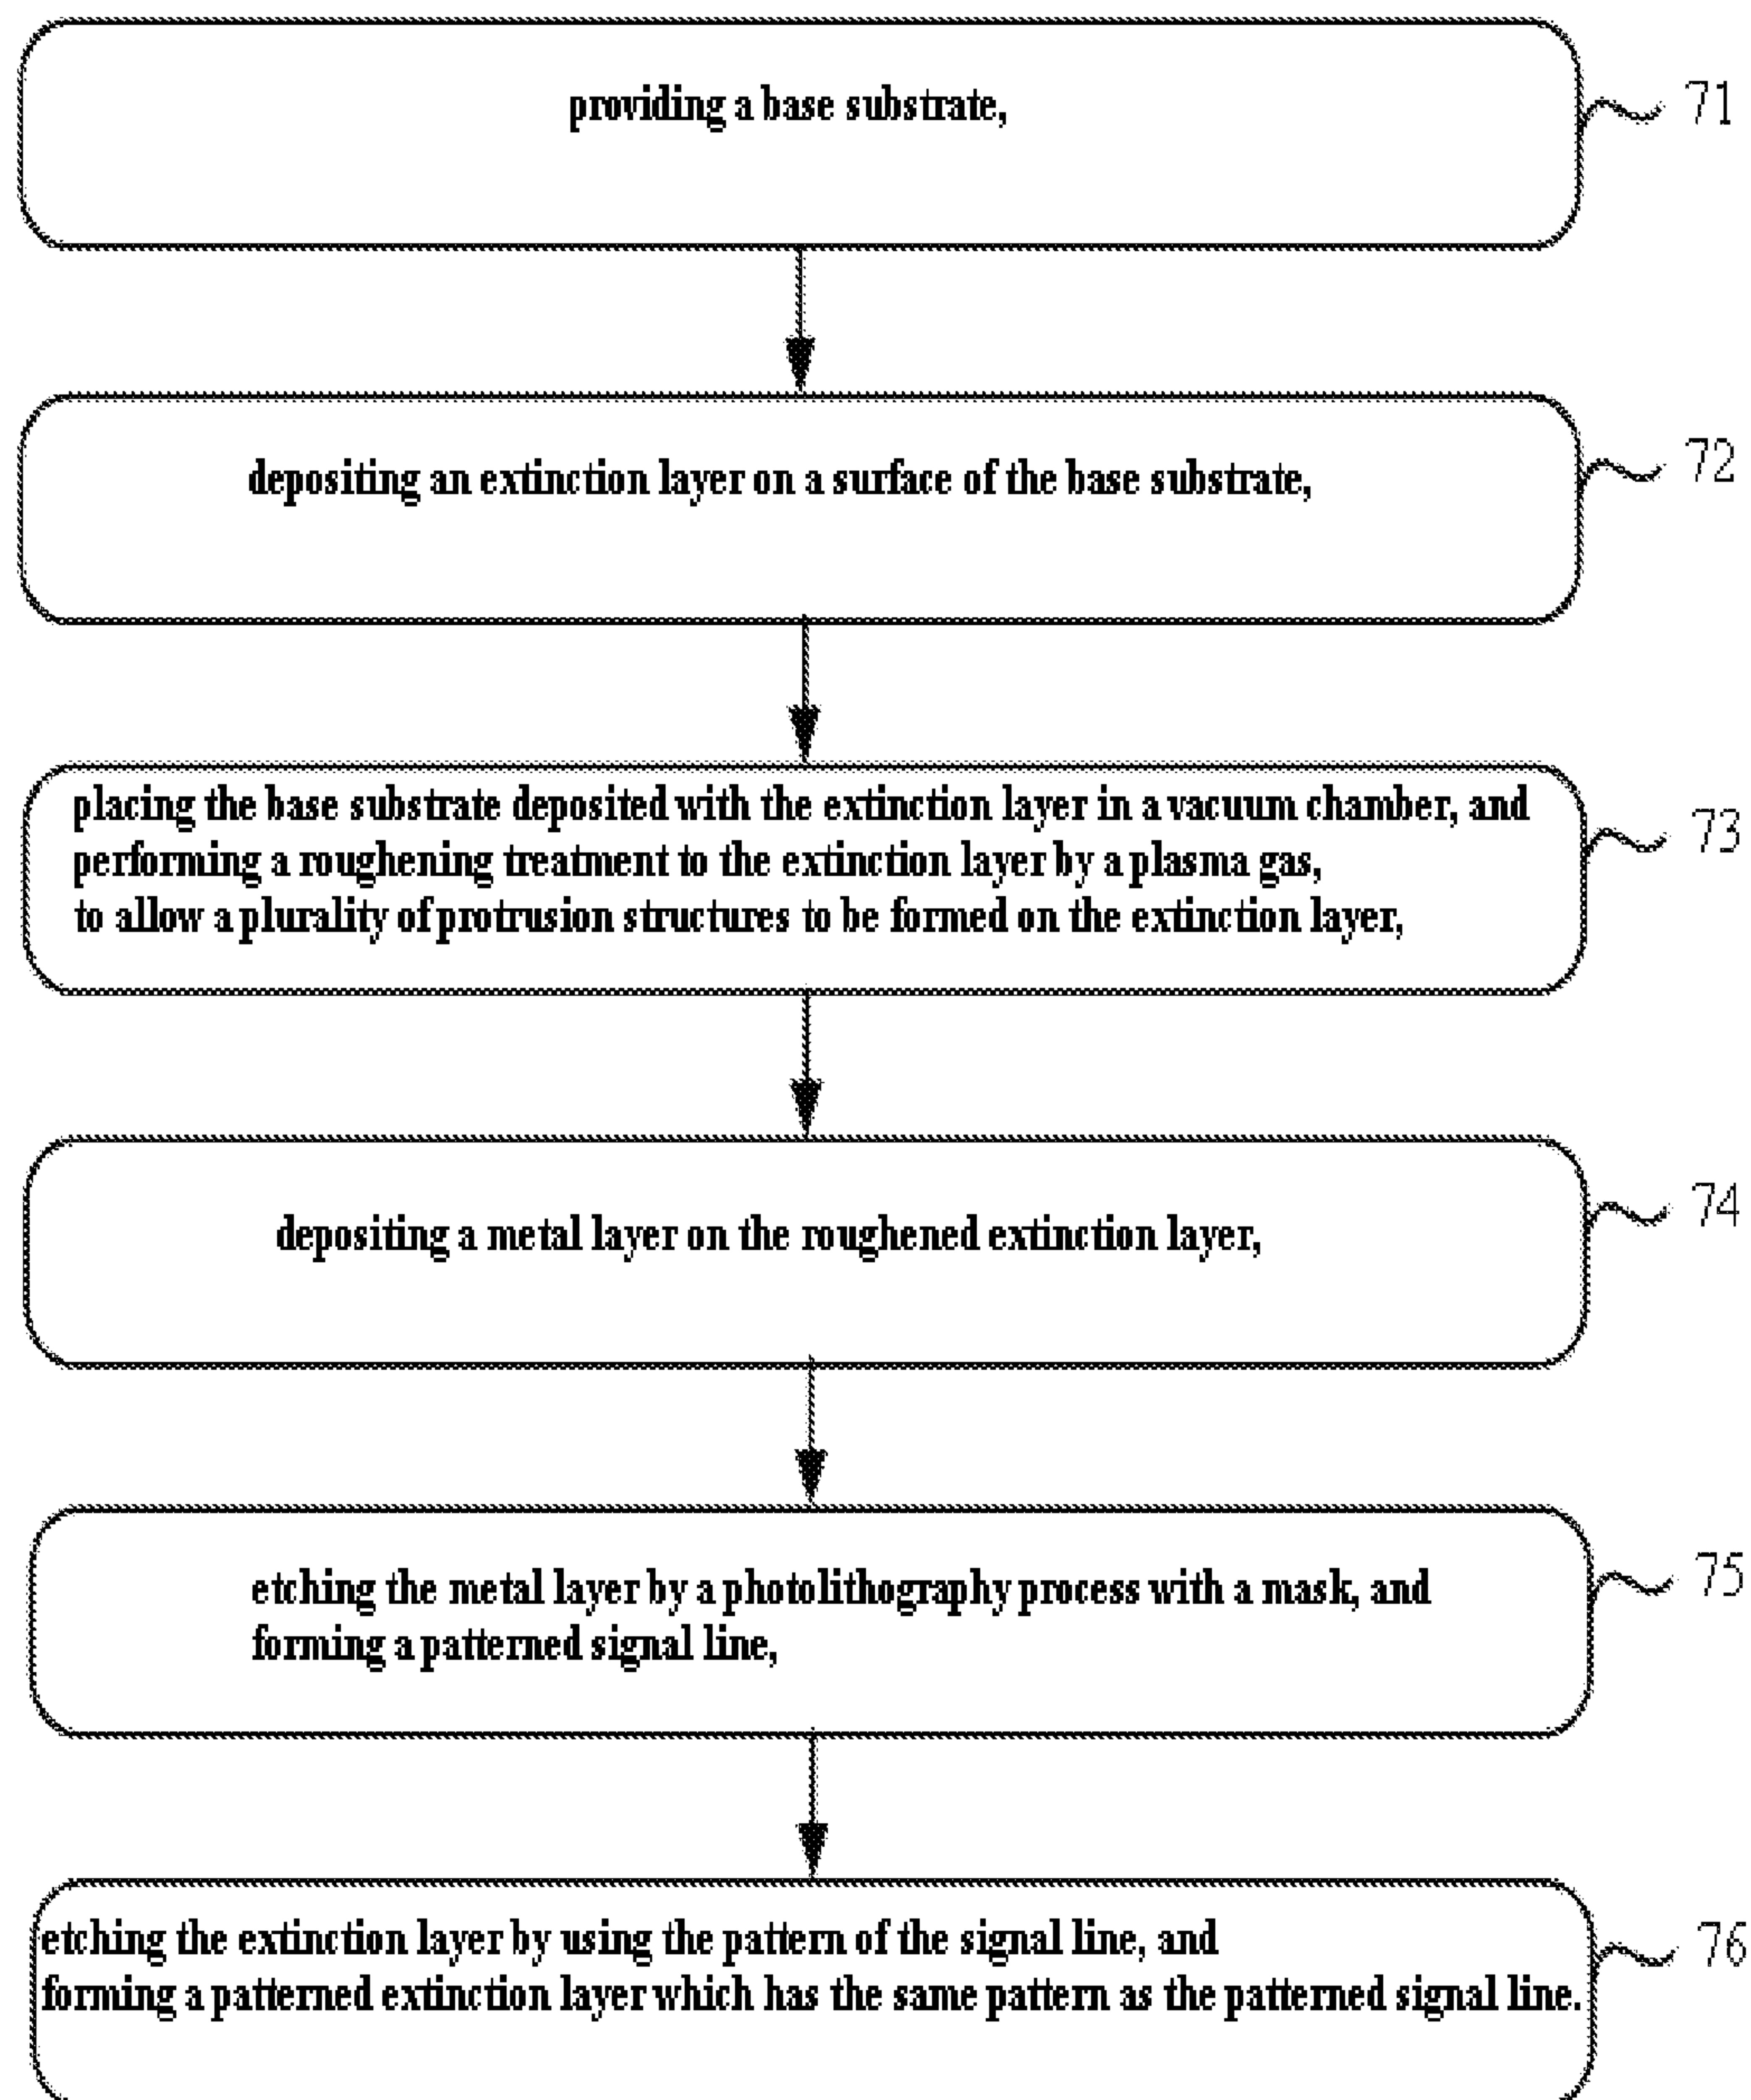 providing a base substrate,
71
depositing an extinction layer on a surface of the base substrate,
72
placing the base substrate deposited with the extinction layer in a vacuum chamber, and
performing a roughening treatment to the extinction layer by a plasma gas,
to allow a plurality of protrusion structures to be formed on the extinction layer,
73
depositing a metal layer on the roughened extinction layer,
74
etching the metal layer by a photolithography process with a mask, and
forming a patterned signal line,
75
etching the extinction layer by using the pattern of the signal line, and
forming a patterned extinction layer which has the same pattern as the patterned signal line.
76